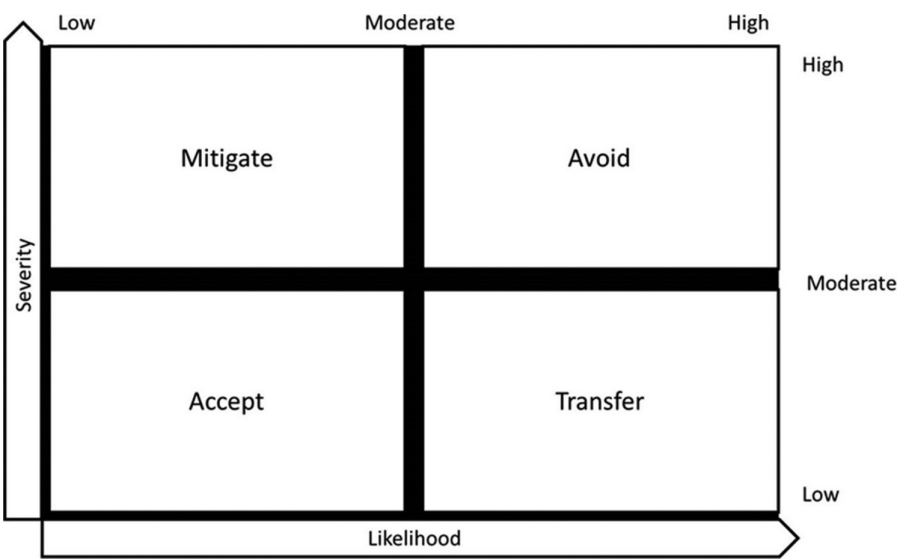 Low
Moderate
High
High
Mitigate
Avoid
Severity
Moderate
Accept
Transfer
Low
Likelihood